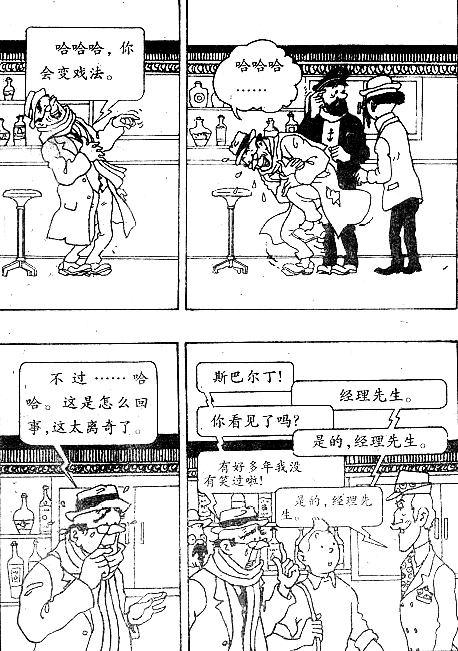 哈哈哈，你
会变戏法。
哈哈哈
……
不过……哈
哈。这是怎么回
事，这太离奇了。
斯巴尔丁！
经理先生。
你看见了吗？
是的，经理先生。
有好多年我没
有笑过啦！
是的，经理先
生。